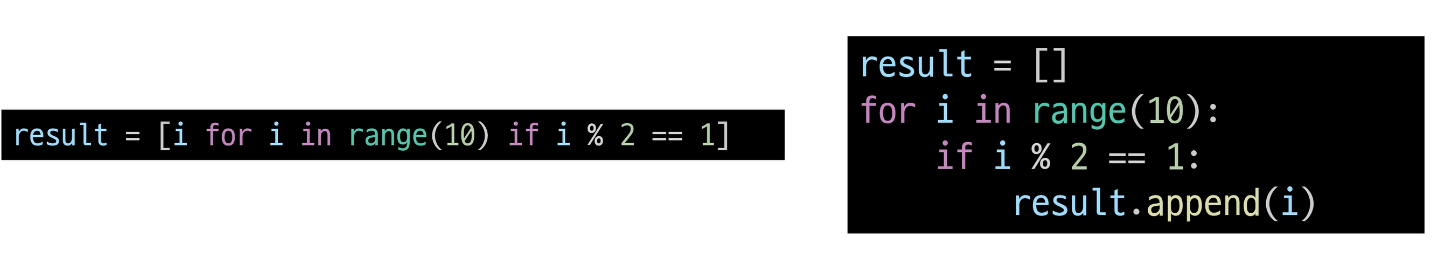 result = [i for i in range(10) if i % 2 == 1]
result = []
for i in range(10):
    if i % 2 == 1:
        result.append(i)